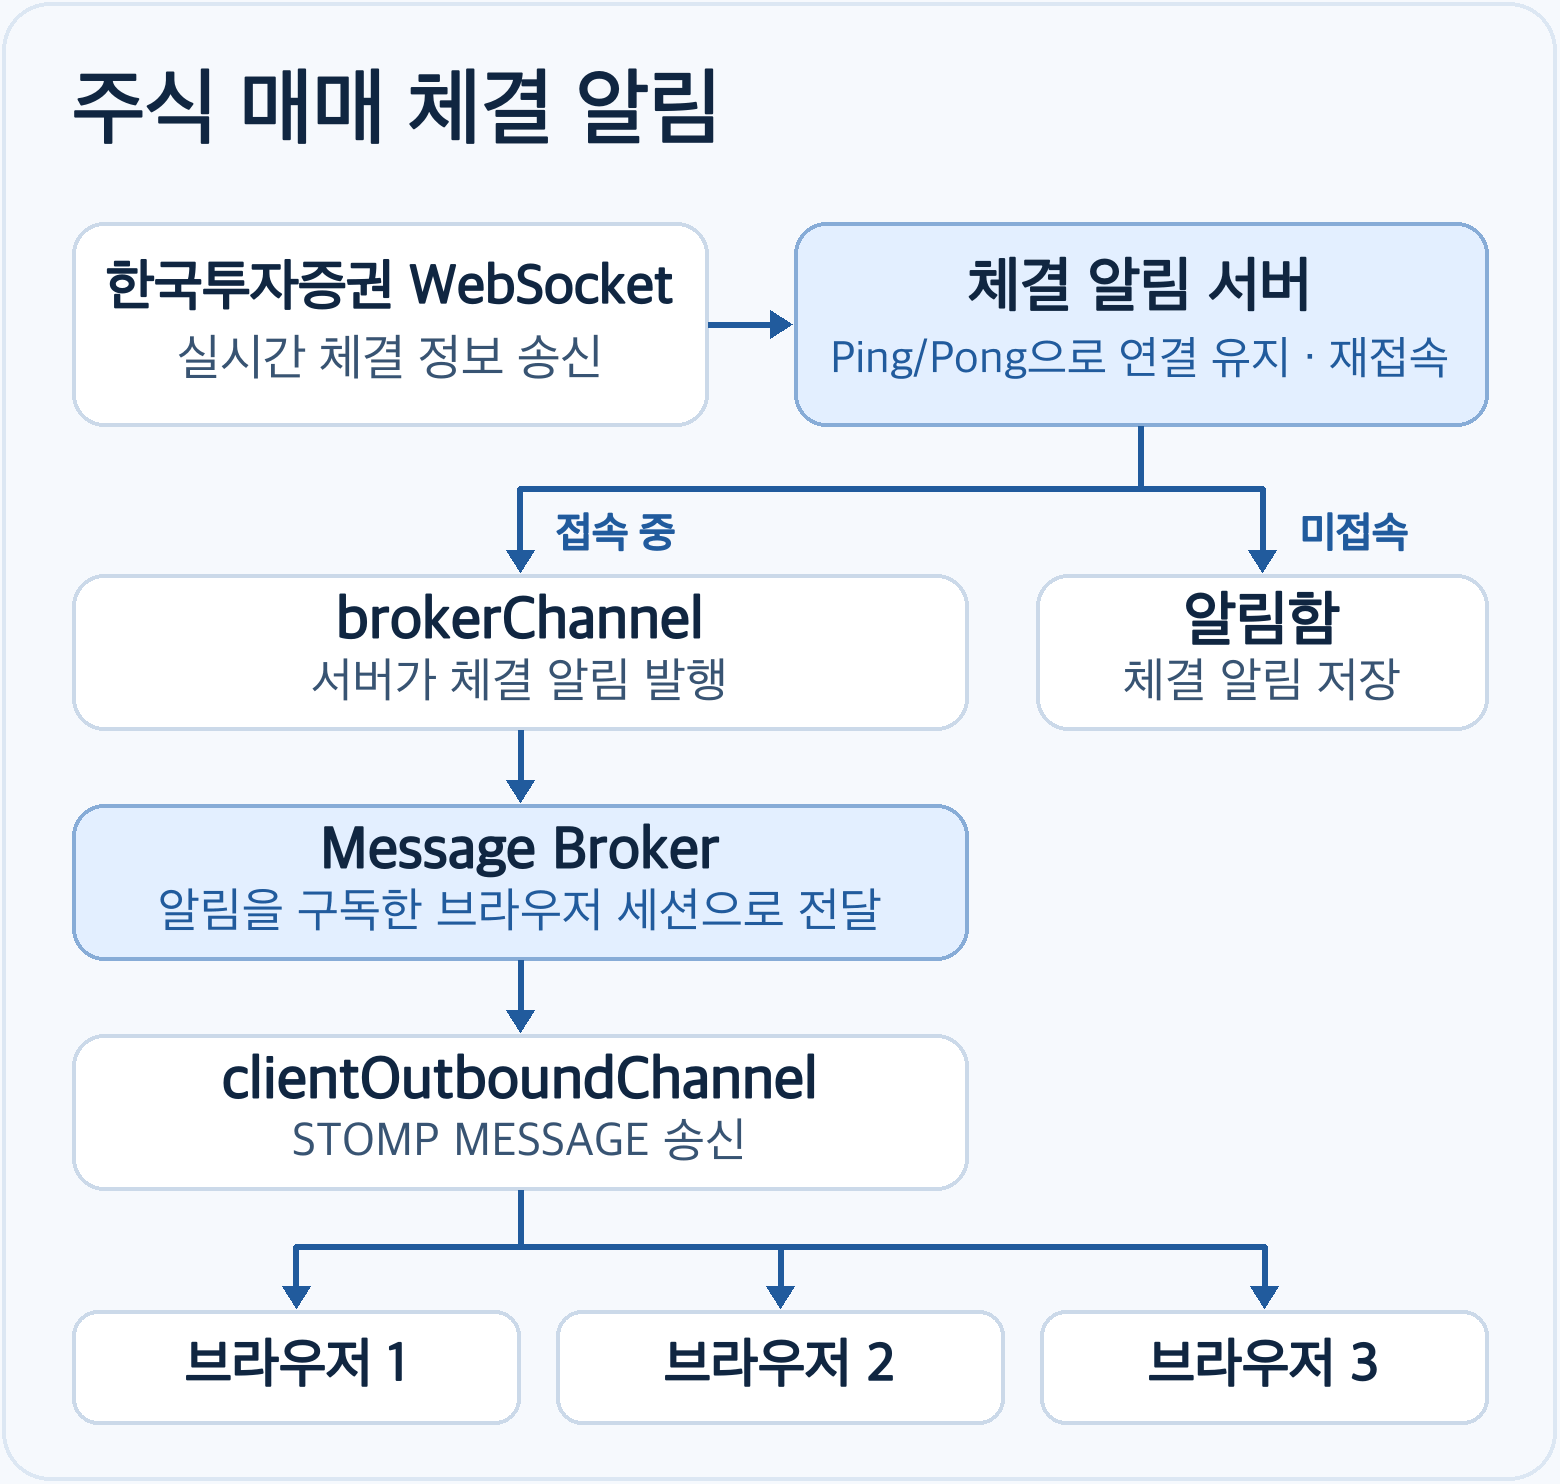 주식 매매 체결 알림
한국투자증권 WebSocket
실시간 체결 정보 송신
체결 알림 서버
Ping/Pong으로 연결 유지 · 재접속
접속 중
미접속
brokerChannel
서버가 체결 알림 발행
알림함
체결 알림 저장
Message Broker
알림을 구독한 브라우저 세션으로 전달
clientOutboundChannel
STOMP MESSAGE 송신
브라우저 1
브라우저 2
브라우저 3